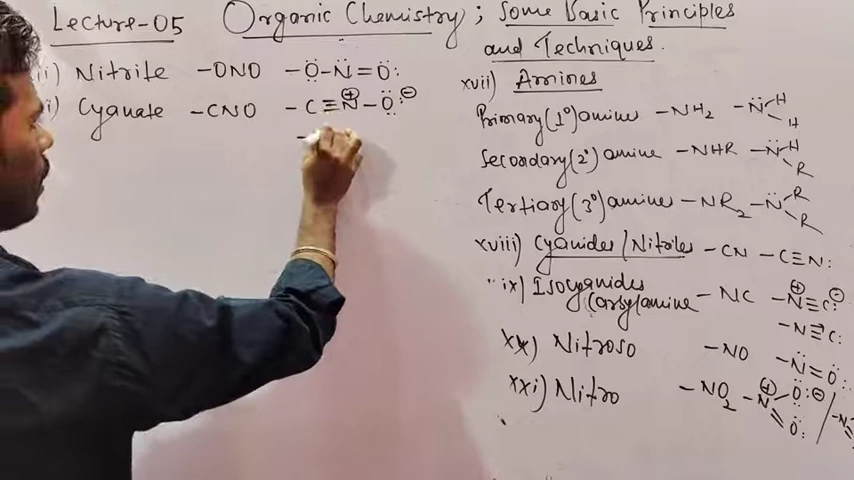 Lecture-05
Organic Chemistry; Some Basic Principles
and Techniques.
ii) Nitrite -ONO -Ö-N̈=Ö:
i) Cyanate -CNO -C≡N⊕-Ö:⊖
xvii) Amines
Primary(1°)amine -NH2 -N̈ H H
Secondary(2°)amine -NHR -N̈ H R
Tertiary(3°)amine -NR2 -N̈ R R
xviii) Cyanides/Nitriles -CN -C≡N:
ix) Isocyanides -NC -N⊕≡C:⊖
Carbylamine -N≡C:
xx) Nitroso -NO -N̈=Ö:
xxi) Nitro -NO2 -N⊕ Ö:⊖ =Ö: / -N